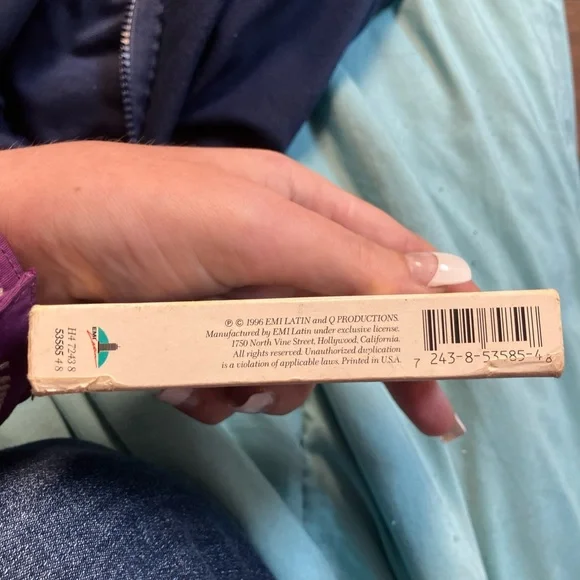 ℗ © 1996 EMI LATIN and Q PRODUCTIONS.
Manufactured by EMI Latin under exclusive license.
1750 North Vine Street, Hollywood, California.
All rights reserved. Unauthorized duplication
is a violation of applicable laws. Printed in U.S.A.
7 243-8-53585-4 8
H4 7243 8
53585 4 8
EMI